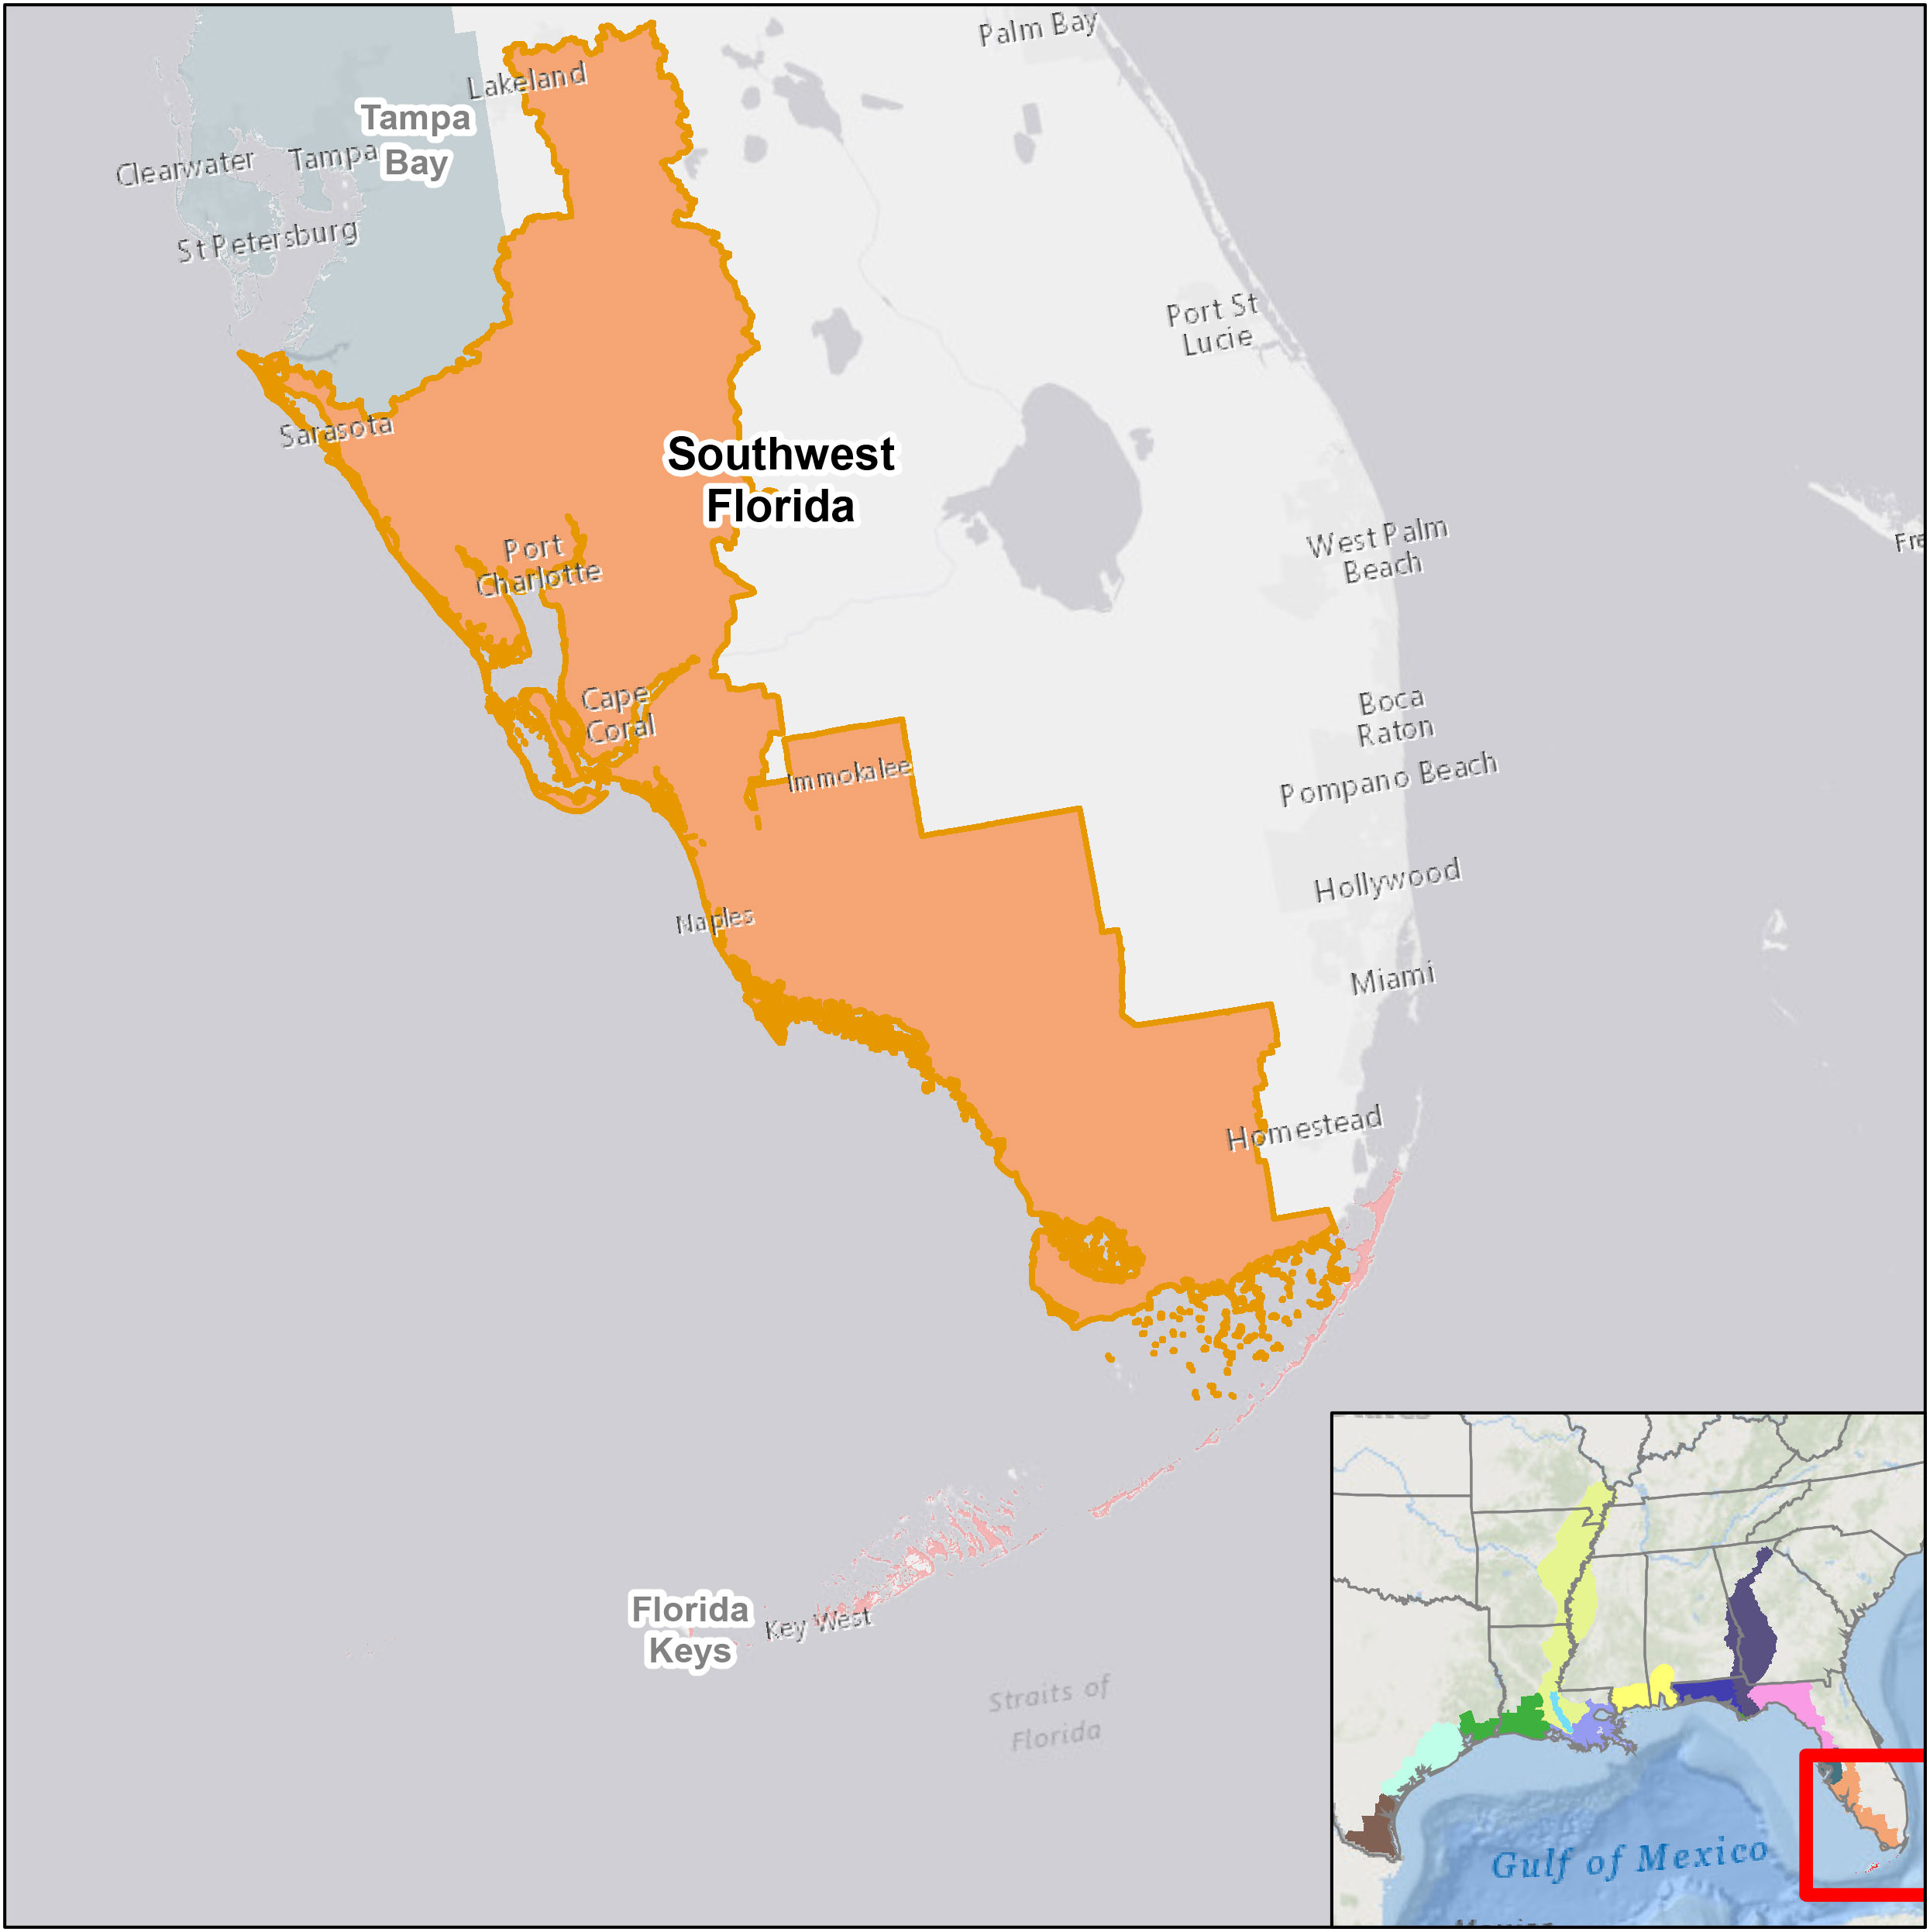 Palm Bay
Lakeland
Tampa
Bay
Clearwater
Tampa
St Petersburg
Port St
Lucie
Sarasota
Southwest
Florida
Port
Charlotte
West Palm
Beach
Cape
Coral
Boca
Raton
Immokalee
Pompano Beach
Hollywood
Naples
Miami
Homestead
Florida
Keys
Key West
Straits of
Florida
Gulf of Mexico